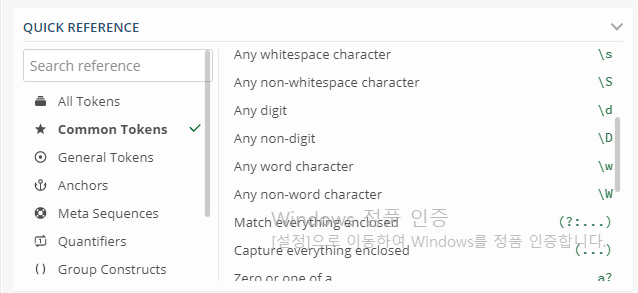 QUICK REFERENCE
Search reference
All Tokens
Common Tokens
General Tokens
Anchors
Meta Sequences
Quantifiers
Group Constructs
Any whitespace character \s
Any non-whitespace character \S
Any digit \d
Any non-digit \D
Any word character \w
Any non-word character \W
Match everything enclosed (?:...)
Capture everything enclosed (...)
Zero or one of a a?
Windows 정품 인증
[설정]으로 이동하여 Windows를 정품 인증합니다.